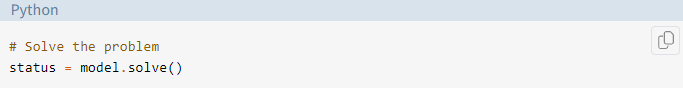 Python
# Solve the problem
status = model.solve()